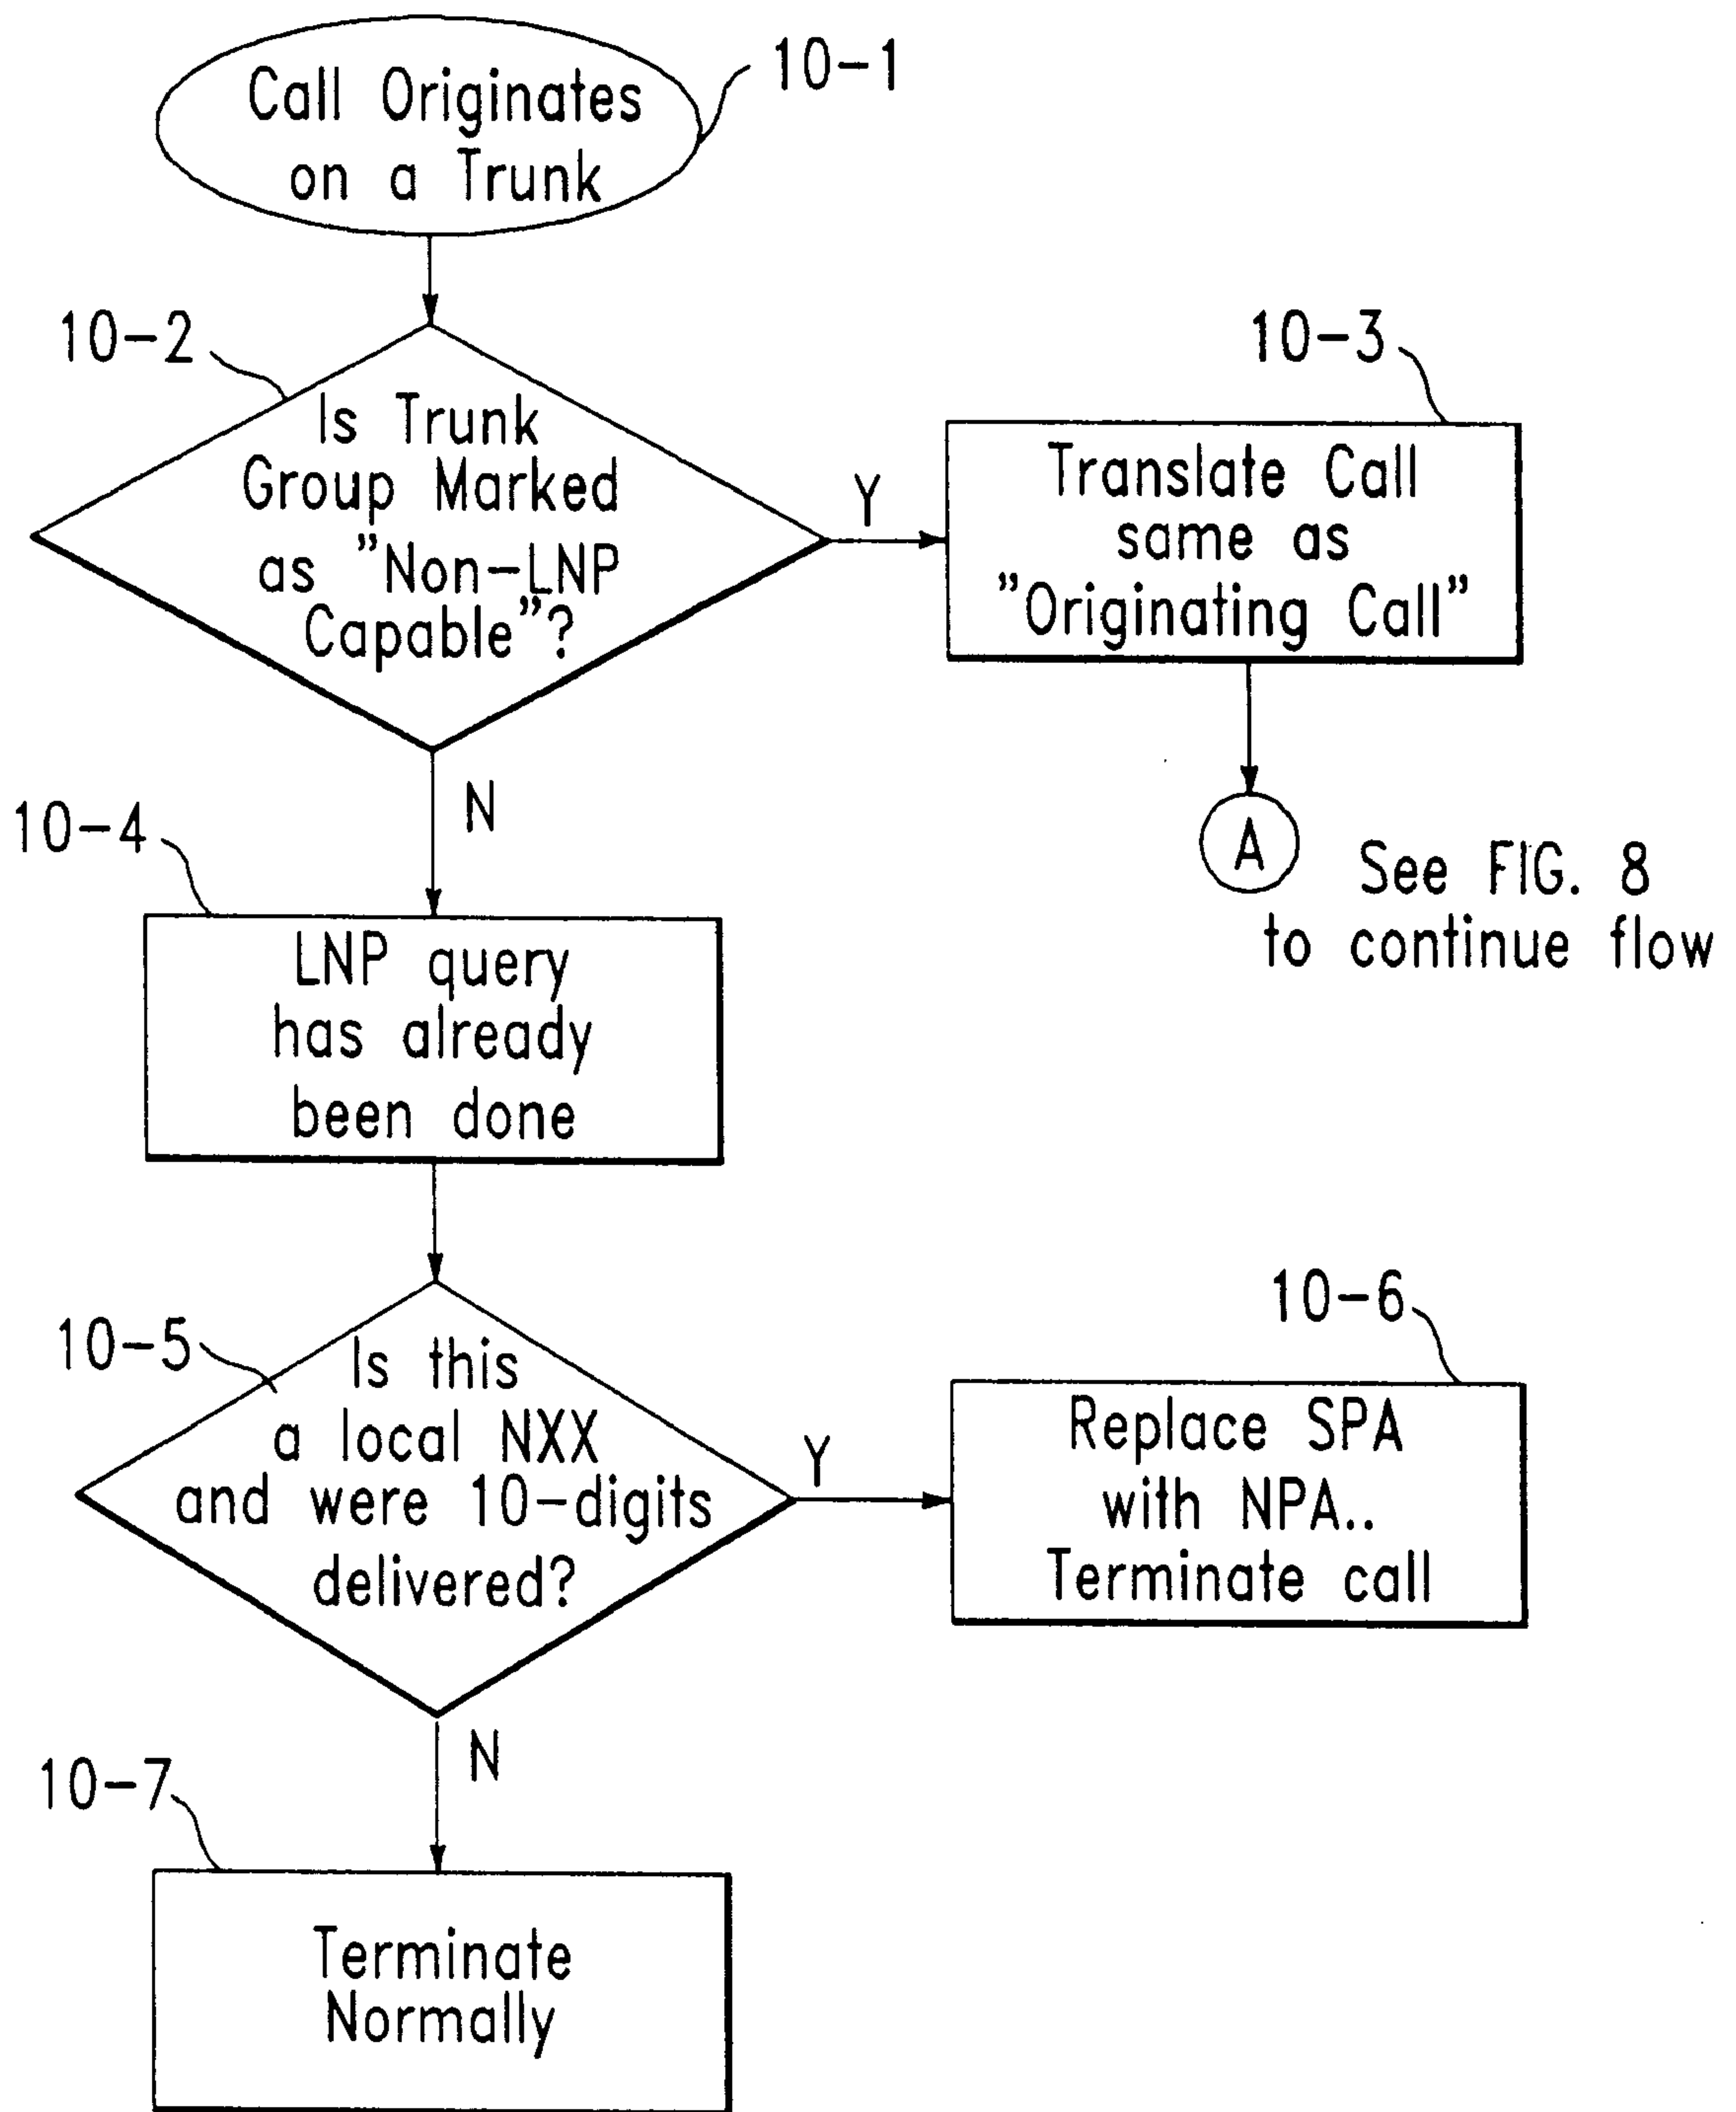 Call Originates
on a Trunk
10-1
10-2
Is Trunk
Group Marked
as "Non-LNP
Capable"?
Y
10-3
Translate Call
same as
"Originating Call"
A
See FIG. 8
to continue flow
N
10-4
LNP query
has already
been done
10-5
Is this
a local NXX
and were 10-digits
delivered?
Y
10-6
Replace SPA
with NPA..
Terminate call
N
10-7
Terminate
Normally